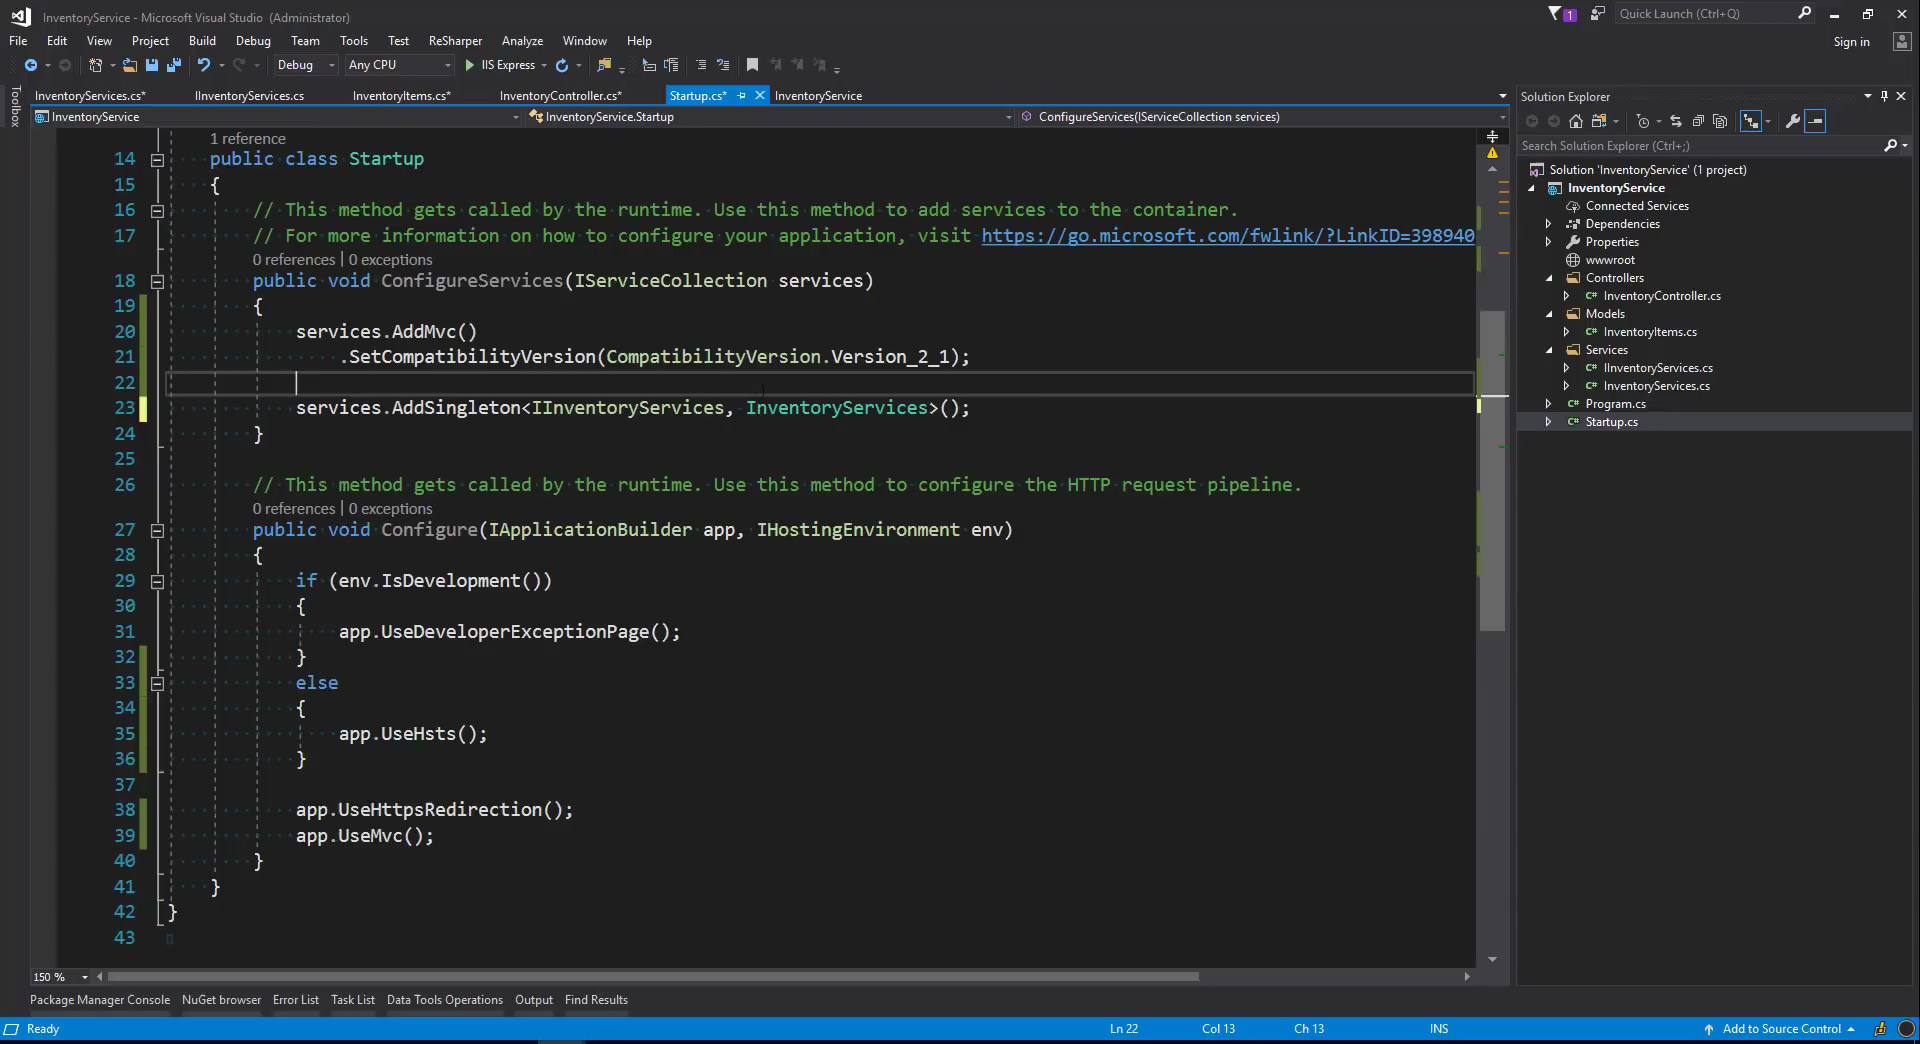 InventoryService - Microsoft Visual Studio (Administrator)
1
Quick Launch (Ctrl+Q)
File Edit View Project Build Debug Team Tools Test ReSharper Analyze Window Help
Sign in
Debug Any CPU IIS Express
Toolbox
InventoryServices.cs* IInventoryServices.cs InventoryItems.cs* InventoryController.cs* Startup.cs* InventoryService
InventoryService InventoryService.Startup ConfigureServices(IServiceCollection services)
1 reference
14 public class Startup
15 {
16 // This method gets called by the runtime. Use this method to add services to the container.
17 // For more information on how to configure your application, visit https://go.microsoft.com/fwlink/?LinkID=398940
0 references | 0 exceptions
18 public void ConfigureServices(IServiceCollection services)
19 {
20 services.AddMvc()
21 .SetCompatibilityVersion(CompatibilityVersion.Version_2_1);
22
23 services.AddSingleton<IInventoryServices, InventoryServices>();
24 }
25
26 // This method gets called by the runtime. Use this method to configure the HTTP request pipeline.
0 references | 0 exceptions
27 public void Configure(IApplicationBuilder app, IHostingEnvironment env)
28 {
29 if (env.IsDevelopment())
30 {
31 app.UseDeveloperExceptionPage();
32 }
33 else
34 {
35 app.UseHsts();
36 }
37
38 app.UseHttpsRedirection();
39 app.UseMvc();
40 }
41 }
42 }
43
150 %
Solution Explorer
Search Solution Explorer (Ctrl+;)
Solution 'InventoryService' (1 project)
InventoryService
Connected Services
Dependencies
Properties
wwwroot
Controllers
C# InventoryController.cs
Models
C# InventoryItems.cs
Services
C# IInventoryServices.cs
C# InventoryServices.cs
C# Program.cs
C# Startup.cs
Package Manager Console NuGet browser Error List Task List Data Tools Operations Output Find Results
Ready Ln 22 Col 13 Ch 13 INS Add to Source Control